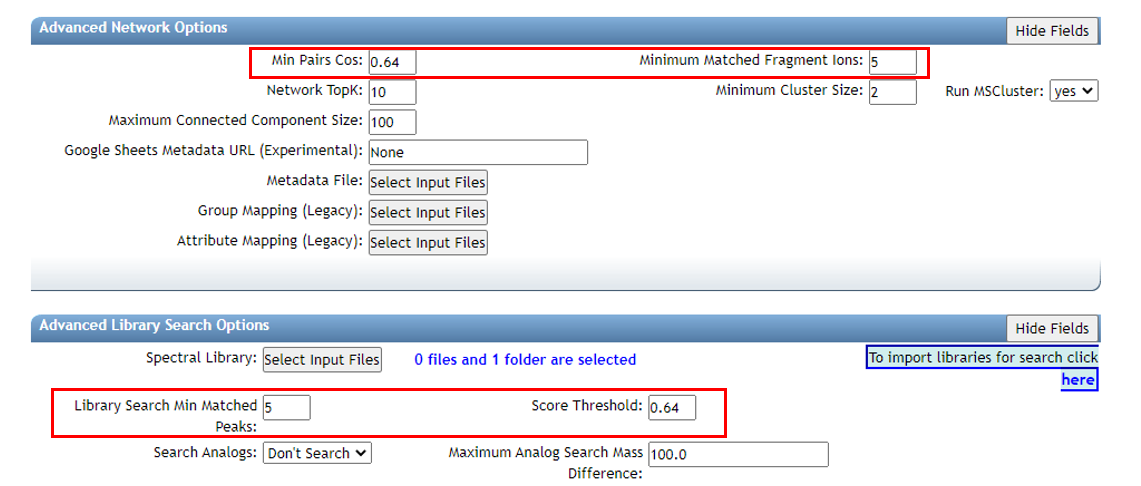 Advanced Network Options Hide Fields
Min Pairs Cos: 0.64 Minimum Matched Fragment Ions: 5
Network TopK: 10 Minimum Cluster Size: 2 Run MSCluster: yes
Maximum Connected Component Size: 100
Google Sheets Metadata URL (Experimental): None
Metadata File: Select Input Files
Group Mapping (Legacy): Select Input Files
Attribute Mapping (Legacy): Select Input Files
Advanced Library Search Options Hide Fields
Spectral Library: Select Input Files 0 files and 1 folder are selected To import libraries for search click
here
Library Search Min Matched 5 Score Threshold: 0.64
Peaks:
Search Analogs: Don't Search Maximum Analog Search Mass 100.0
Difference: